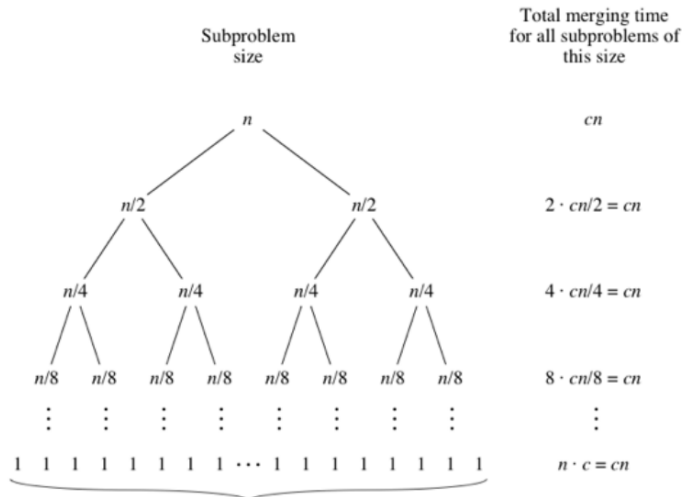 Subproblem
size
Total merging time
for all subproblems of
this size
n
cn
n/2 n/2
2 · cn/2 = cn
n/4 n/4 n/4 n/4
4 · cn/4 = cn
n/8 n/8 n/8 n/8 n/8 n/8 n/8 n/8
8 · cn/8 = cn
1 1 1 1 1 1 1 1 ··· 1 1 1 1 1 1 1 1
n · c = cn